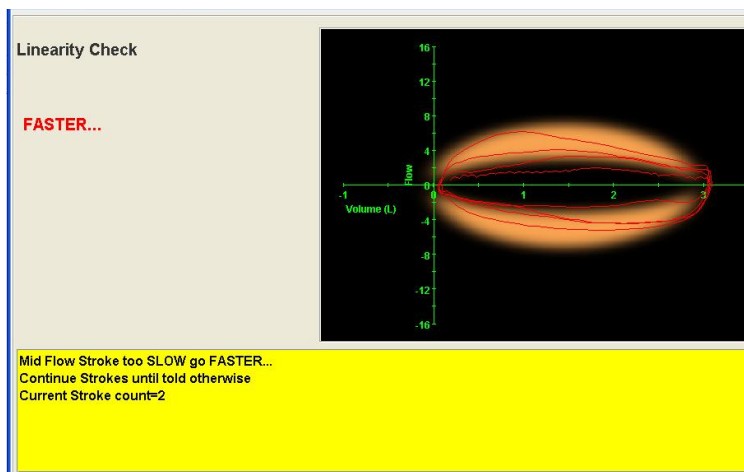 Linearity Check
FASTER...
16
12
8
4
0
-4
-8
-12
-16
Flow
-1
0
1
2
3
Volume (L)
Mid Flow Stroke too SLOW go FASTER...
Continue Strokes until told otherwise
Current Stroke count=2